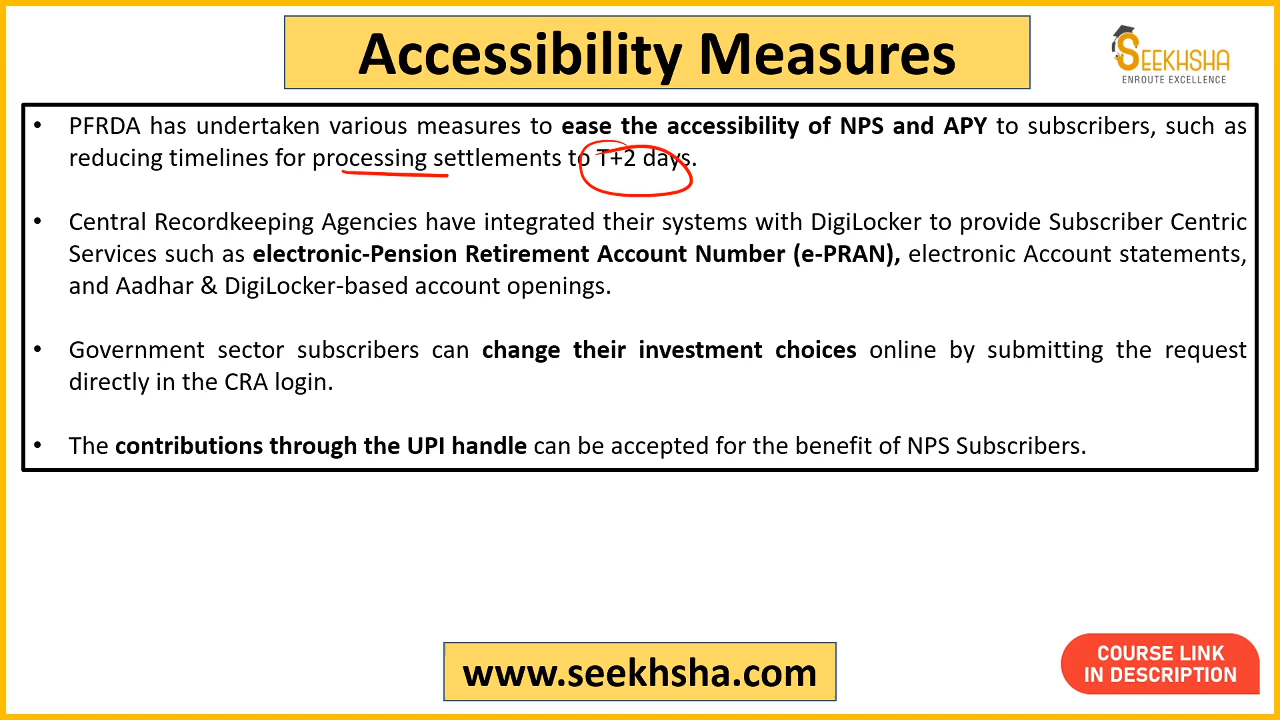 Accessibility Measures
SEEKHSHA
ENROUTE EXCELLENCE
• PFRDA has undertaken various measures to ease the accessibility of NPS and APY to subscribers, such as
reducing timelines for processing settlements to T+2 days.
• Central Recordkeeping Agencies have integrated their systems with DigiLocker to provide Subscriber Centric
Services such as electronic-Pension Retirement Account Number (e-PRAN), electronic Account statements,
and Aadhar & DigiLocker-based account openings.
• Government sector subscribers can change their investment choices online by submitting the request
directly in the CRA login.
• The contributions through the UPI handle can be accepted for the benefit of NPS Subscribers.
www.seekhsha.com
COURSE LINK
IN DESCRIPTION